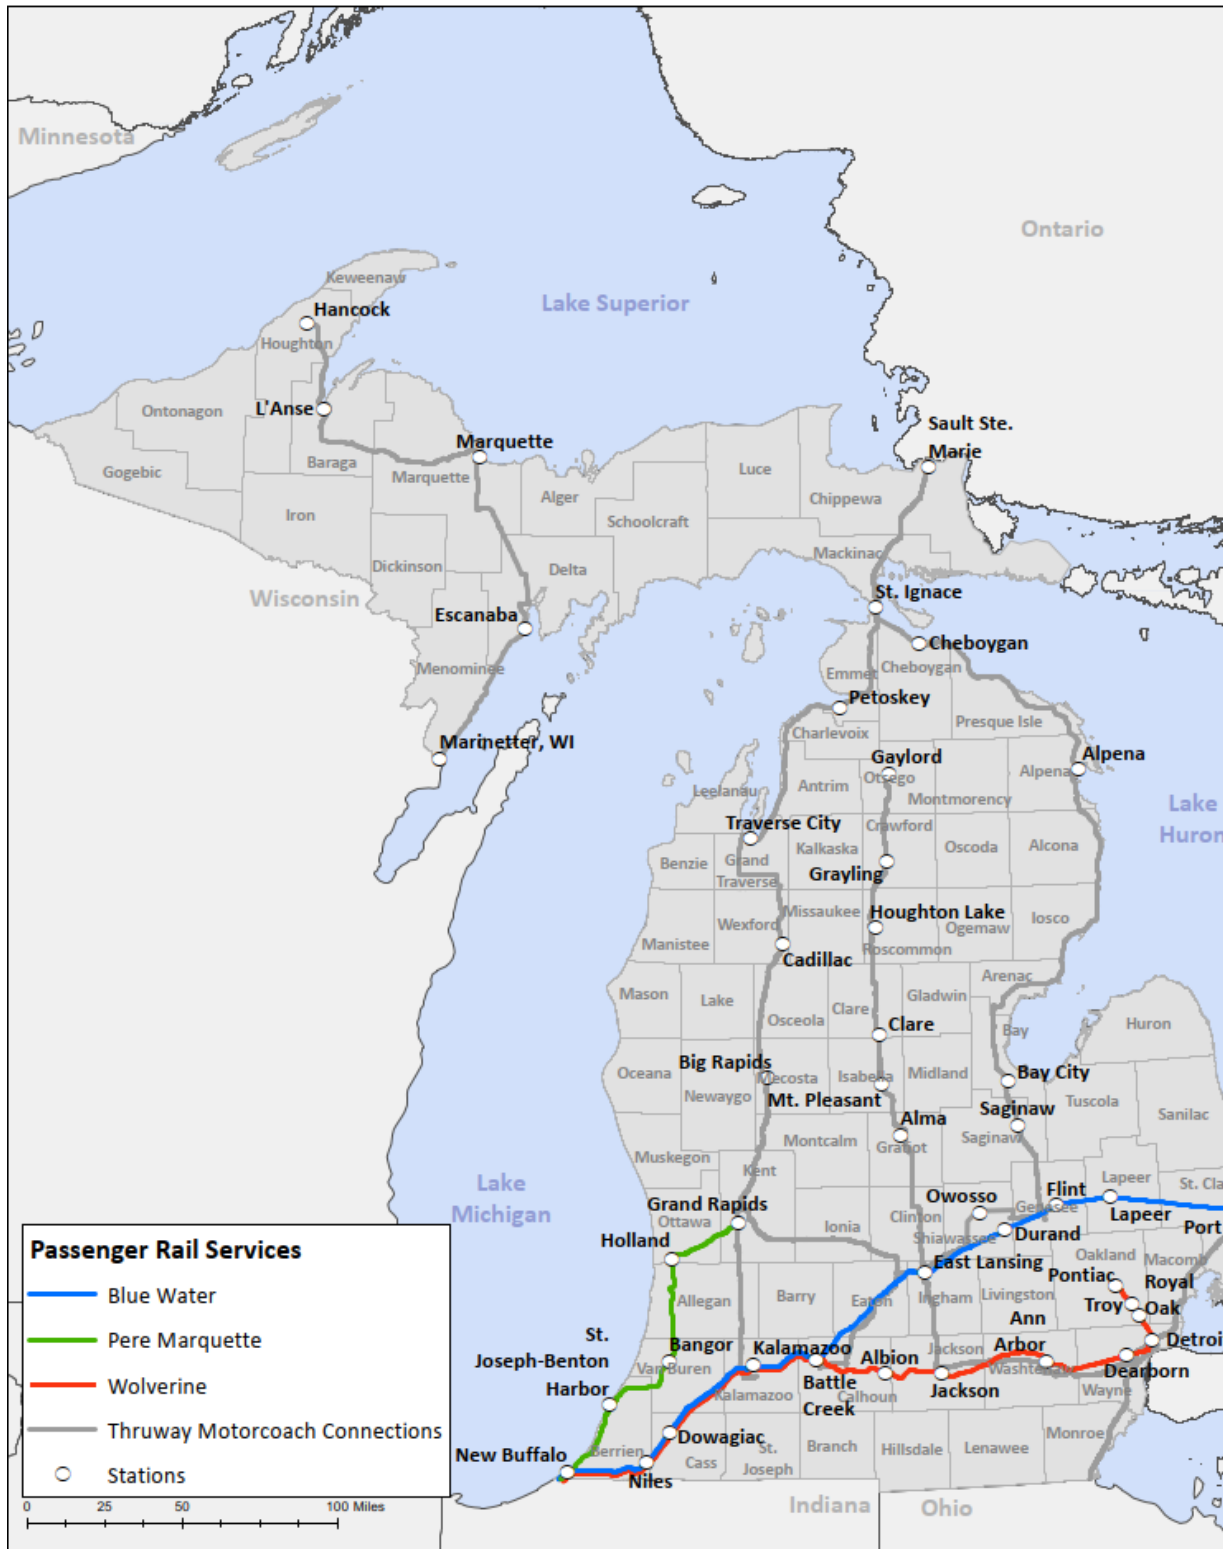 Minnesota
Ontario
Keweenaw
Lake Superior
Hancock
Houghton
Ontonagon
L'Anse
Sault Ste.
Marie
Marquette
Gogebic
Baraga
Marquette
Luce
Alger
Chippewa
Iron
Schoolcraft
Mackinac
Dickinson
Delta
Wisconsin
St. Ignace
Escanaba
Cheboygan
Menominee
Emmet
Cheboygan
Petoskey
Presque Isle
Charlevoix
Marinetter, WI
Gaylord
Alpena
Otsego
Alpena
Leelanau
Antrim
Montmorency
Lake
Huron
Traverse City
Crawford
Kalkaska
Oscoda
Alcona
Benzie
Grand
Traverse
Grayling
Missaukee
Houghton Lake
Wexford
Ogemaw
Iosco
Manistee
Roscommon
Cadillac
Arenac
Mason
Lake
Clare
Gladwin
Osceola
Clare
Bay
Huron
Big Rapids
Oceana
Mecosta
Isabella
Midland
Bay City
Newaygo
Mt. Pleasant
Saginaw
Tuscola
Sanilac
Alma
Montcalm
Gratiot
Saginaw
Muskegon
Kent
Lapeer
St. Cla
Lake
Michigan
Grand Rapids
Owosso
Flint
Genesee
Ottawa
Ionia
Clinton
Lapeer
Port
Shiawassee
Durand
Holland
East Lansing
Oakland
Macomb
Pontiac
Royal
Allegan
Barry
Eaton
Ingham
Livingston
Troy
Oak
Ann
Arbor
St.
Joseph-Benton
Harbor
Bangor
Kalamazoo
Albion
Jackson
Detroi
Van Buren
Washtenaw
Dearborn
Kalamazoo
Battle
Creek
Calhoun
Jackson
Wayne
Dowagiac
Monroe
New Buffalo
Berrien
Cass
St.
Joseph
Branch
Hillsdale
Lenawee
Niles
Indiana
Ohio
Passenger Rail Services
Blue Water
Pere Marquette
Wolverine
Thruway Motorcoach Connections
Stations
0 25 50 100 Miles